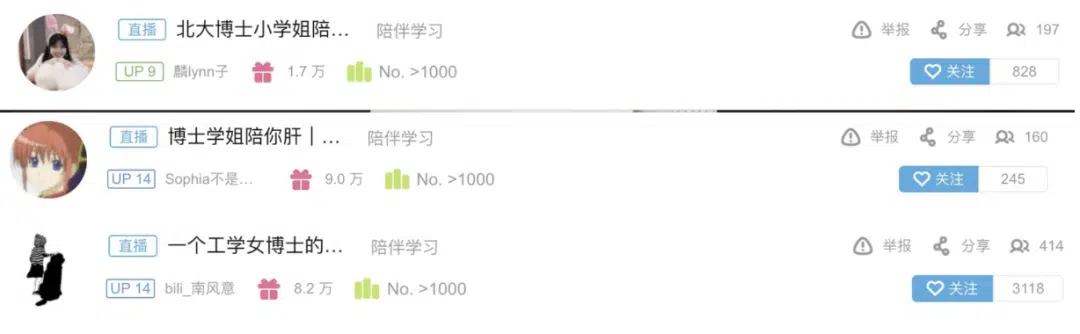 直播 北大博士小学姐陪... 陪伴学习 举报 分享 197
UP 9 麟lynn子 1.7 万 No. >1000 关注 828
直播 博士学姐陪你肝｜... 陪伴学习 举报 分享 160
UP 14 Sophia不是... 9.0 万 No. >1000 关注 245
直播 一个工学女博士的... 陪伴学习 举报 分享 414
UP 14 bili_南风意 8.2 万 No. >1000 关注 3118